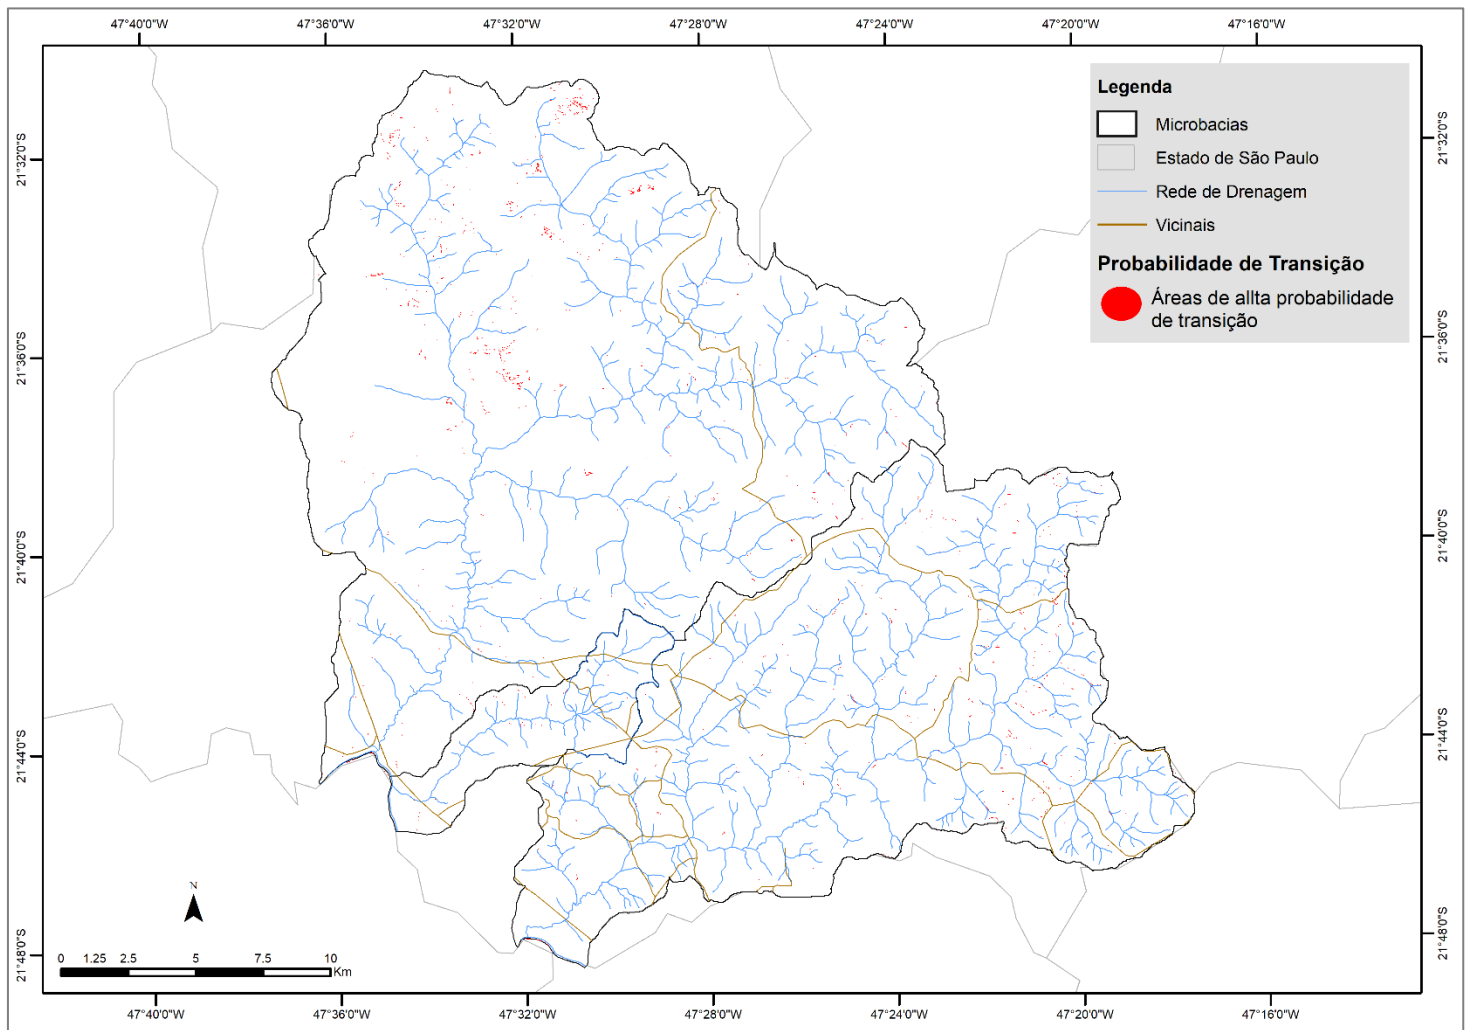 47°40'0"W 47°36'0"W 47°32'0"W 47°28'0"W 47°24'0"W 47°20'0"W 47°16'0"W
Legenda
Microbacias
Estado de São Paulo
Rede de Drenagem
Vicinais
Probabilidade de Transição
Áreas de allta probabilidade
de transição
21°32'0"S
21°36'0"S
21°40'0"S
21°44'0"S
21°48'0"S
21°32'0"S
21°36'0"S
21°40'0"S
21°44'0"S
21°48'0"S
N
0 1.25 2.5 5 7.5 10
Km
47°40'0"W 47°36'0"W 47°32'0"W 47°28'0"W 47°24'0"W 47°20'0"W 47°16'0"W